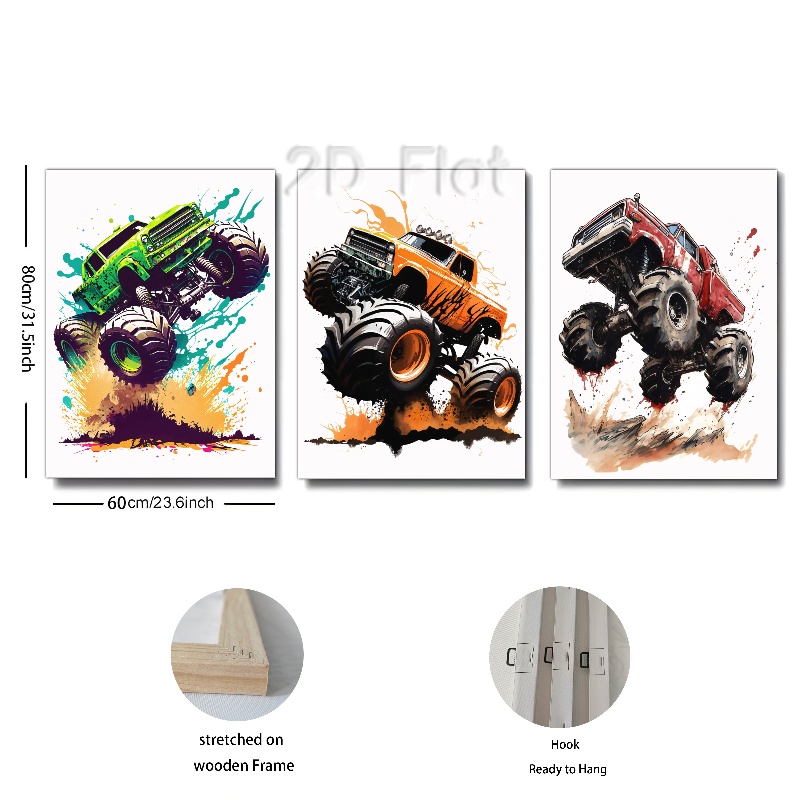 2D Flat
80cm/31.5inch
60cm/23.6inch
stretched on
wooden Frame
Hook
Ready to Hang